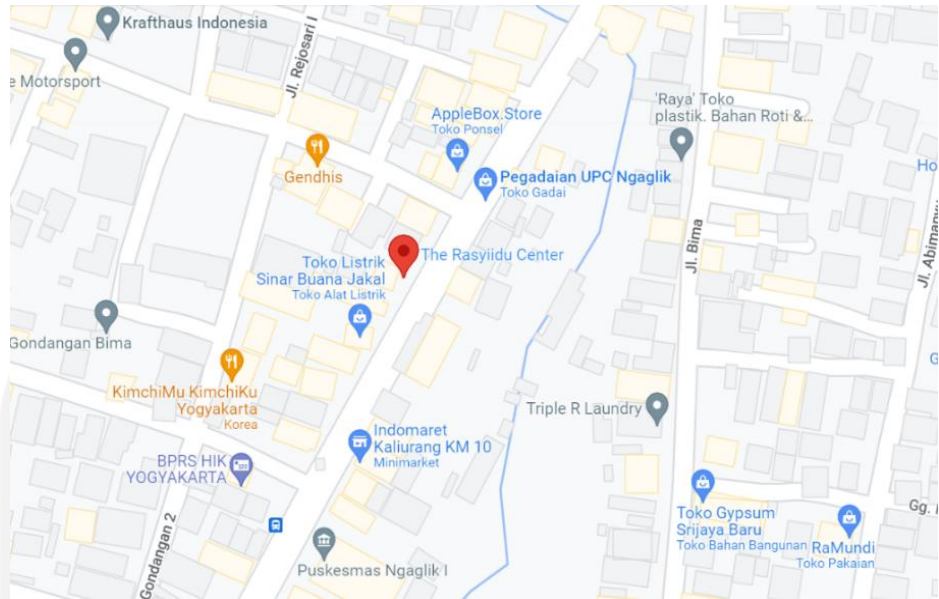 Krafthaus Indonesia
e Motorsport
Jl. Rejosari I
AppleBox.Store
Toko Ponsel
'Raya' Toko
plastik. Bahan Roti &...
Gendhis
Pegadaian UPC Ngaglik
Toko Gadai
Ho
The Rasyiidu Center
Toko Listrik
Sinar Buana Jakal
Toko Alat Listrik
Jl. Bima
Jl. Abimanyu
Gondangan Bima
G
KimchiMu KimchiKu
Yogyakarta
Korea
Triple R Laundry
Indomaret
Kaliurang KM 10
Minimarket
BPRS HIK
YOGYAKARTA
Gondangan 2
Toko Gypsum
Srijaya Baru
Toko Bahan Bangunan
RaMundi
Toko Pakaian
Gg.
Puskesmas Ngaglik I